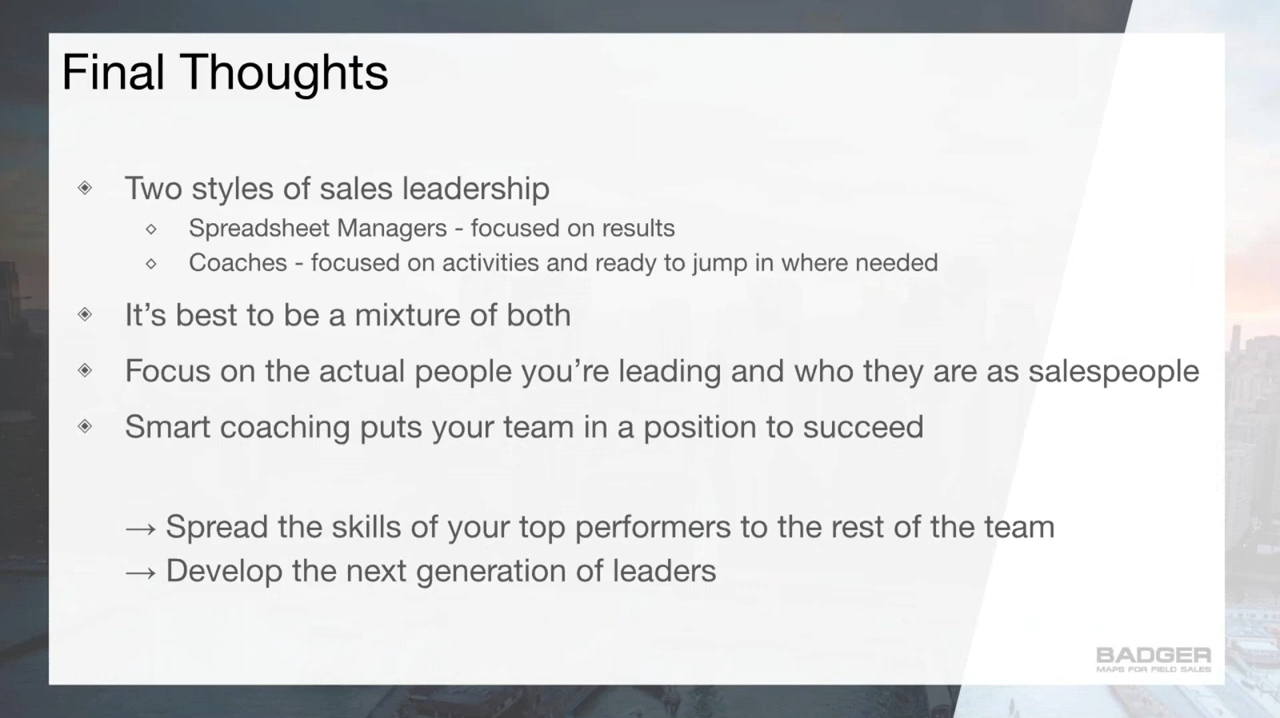 Final Thoughts
Two styles of sales leadership
Spreadsheet Managers - focused on results
Coaches - focused on activities and ready to jump in where needed
It’s best to be a mixture of both
Focus on the actual people you’re leading and who they are as salespeople
Smart coaching puts your team in a position to succeed
→ Spread the skills of your top performers to the rest of the team
→ Develop the next generation of leaders
BADGER
MAPS FOR FIELD SALES